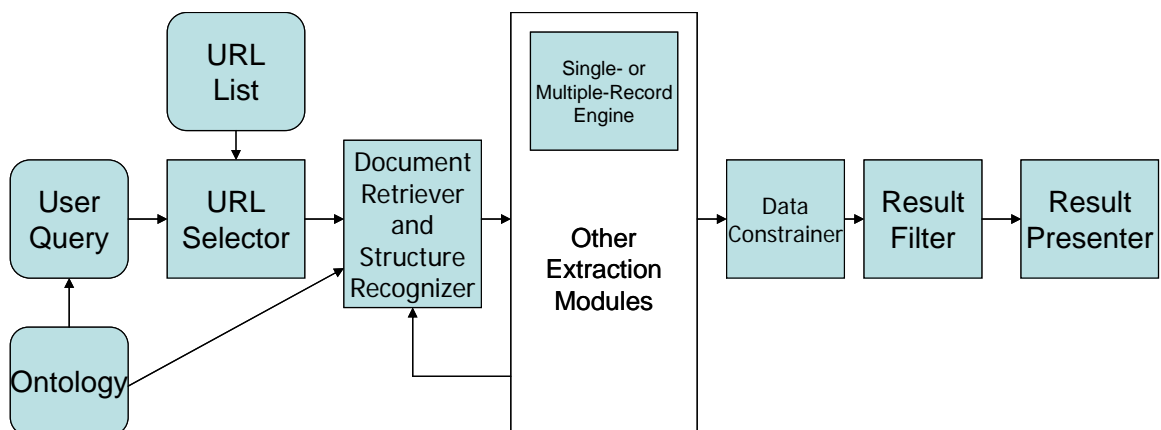 URL
List
Single- or
Multiple-Record
Engine
User
Query
URL
Selector
Document
Retriever
and
Structure
Recognizer
Other
Extraction
Modules
Data
Constrainer
Result
Filter
Result
Presenter
Ontology